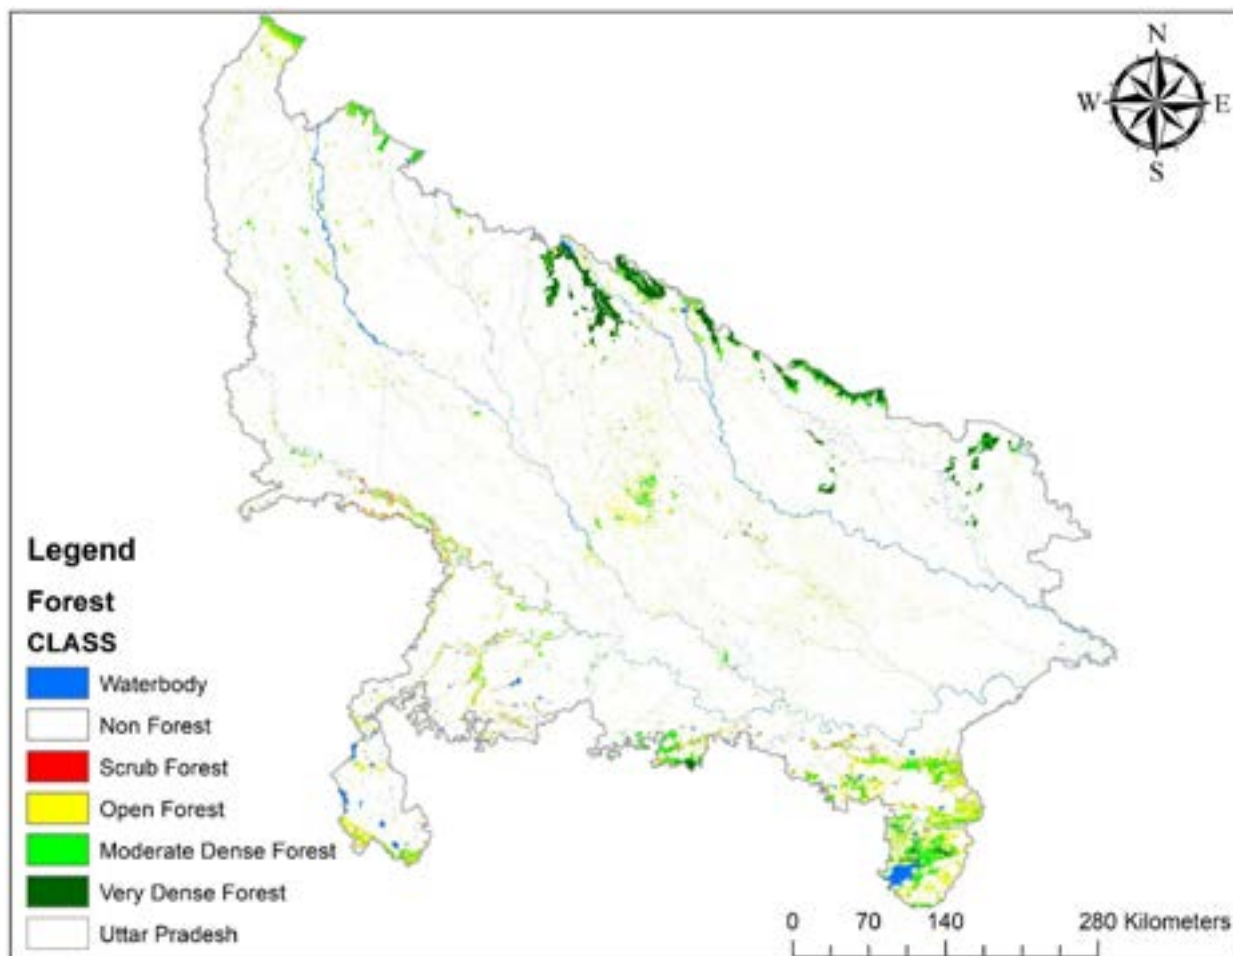 N
W E
S
Legend
Forest
CLASS
Waterbody
Non Forest
Scrub Forest
Open Forest
Moderate Dense Forest
Very Dense Forest
Uttar Pradesh
0 70 140 280 Kilometers